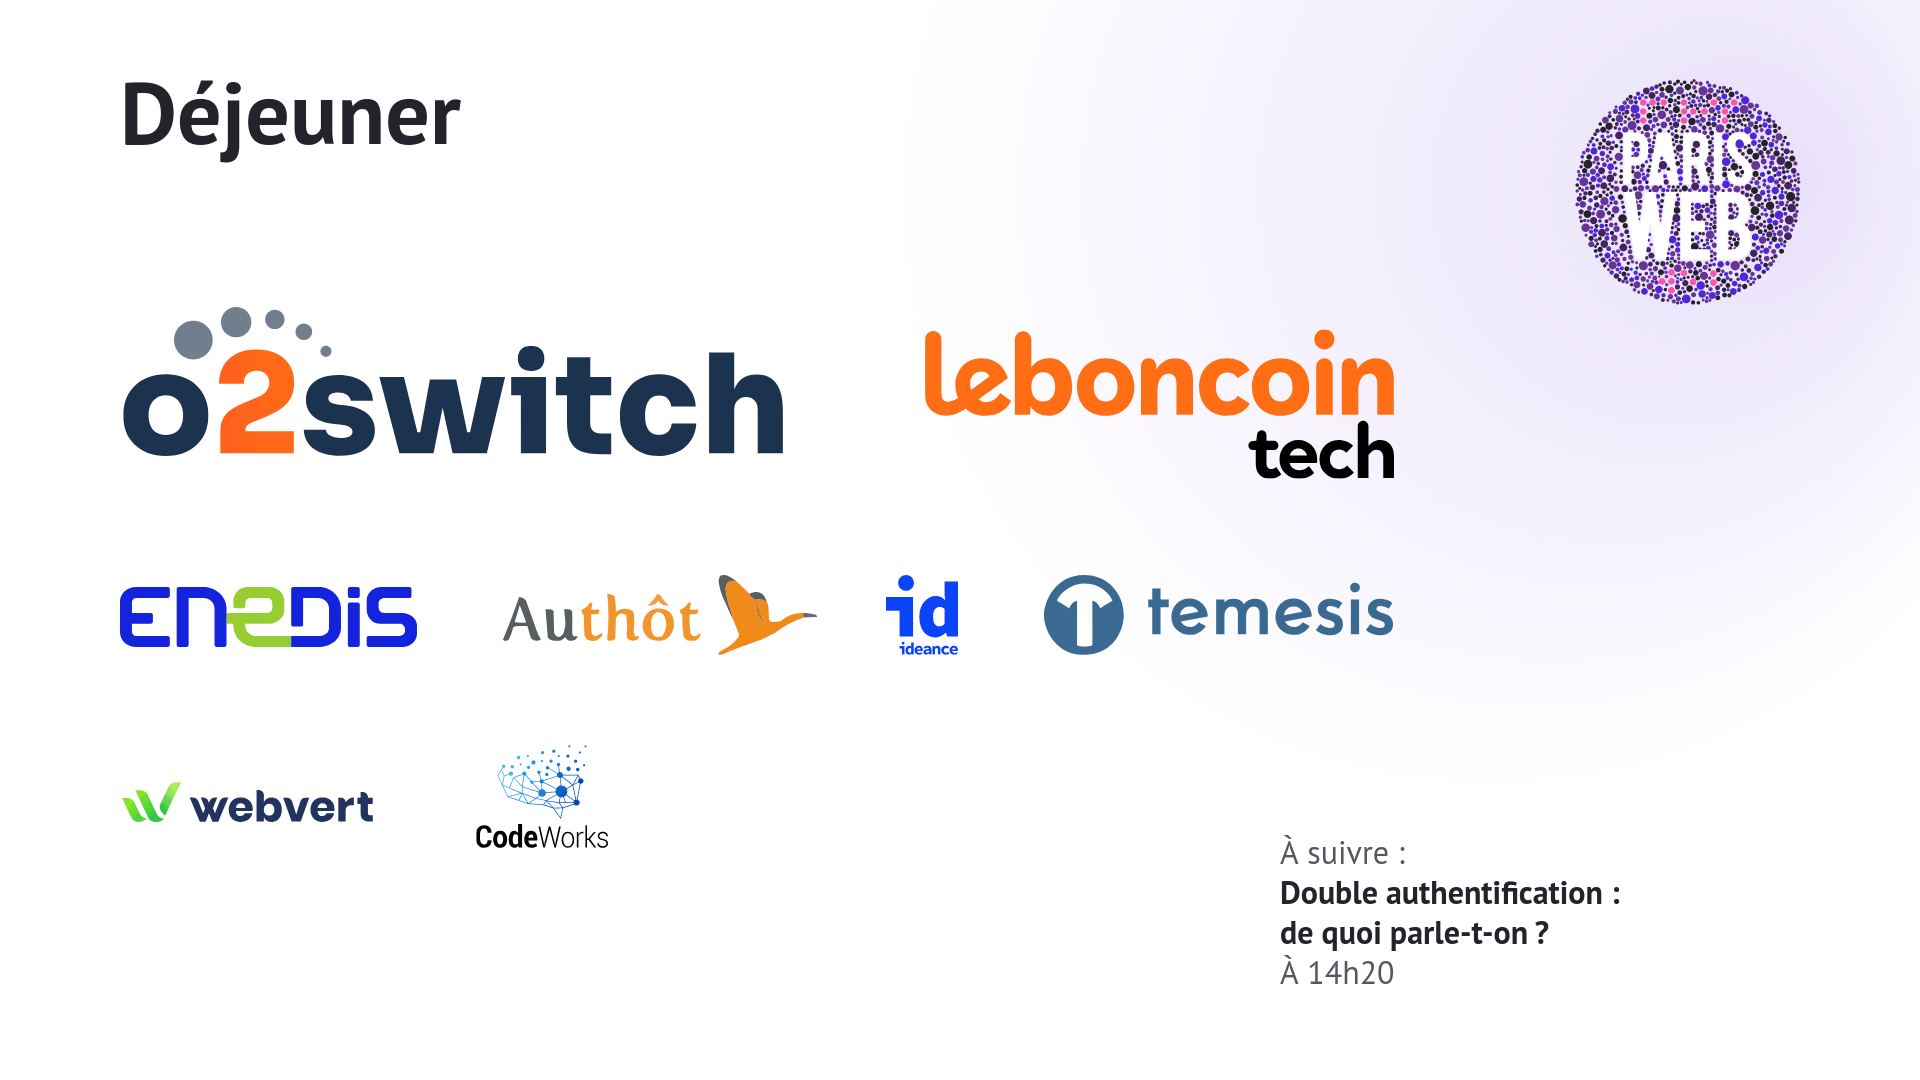 Déjeuner
PARIS
WEB
o2switch
leboncoin
tech
ENEDIS
Authôt
id
ideance
temesis
webvert
CodeWorks
À suivre :
Double authentification :
de quoi parle-t-on ?
À 14h20